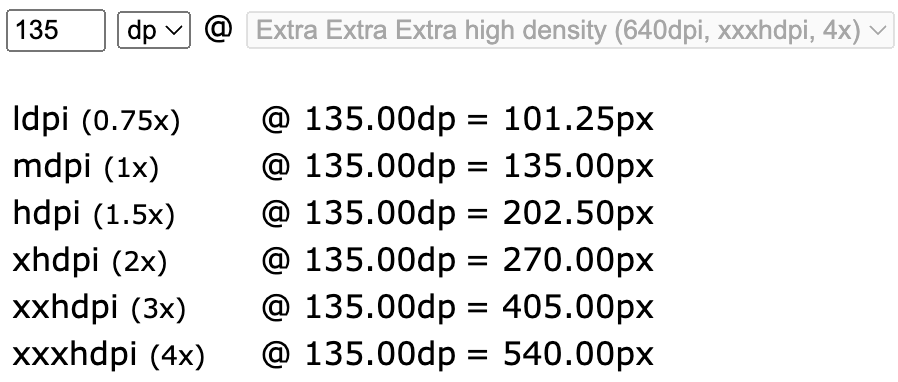 135 dp @ Extra Extra Extra high density (640dpi, xxxhdpi, 4x)
ldpi (0.75x) @ 135.00dp = 101.25px
mdpi (1x) @ 135.00dp = 135.00px
hdpi (1.5x) @ 135.00dp = 202.50px
xhdpi (2x) @ 135.00dp = 270.00px
xxhdpi (3x) @ 135.00dp = 405.00px
xxxhdpi (4x) @ 135.00dp = 540.00px